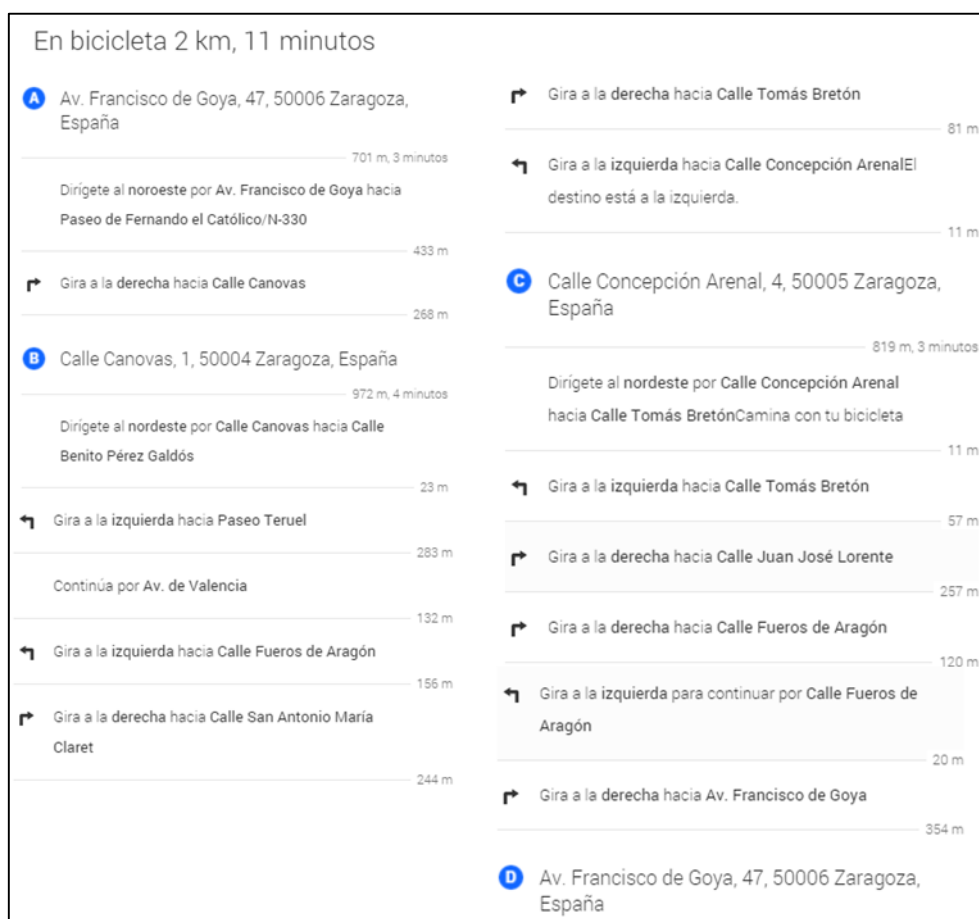 En bicicleta 2 km, 11 minutos
A Av. Francisco de Goya, 47, 50006 Zaragoza,
España
701 m, 3 minutos
Dirígete al noroeste por Av. Francisco de Goya hacia
Paseo de Fernando el Católico/N-330
433 m
Gira a la derecha hacia Calle Canovas
268 m
B Calle Canovas, 1, 50004 Zaragoza, España
972 m, 4 minutos
Dirígete al nordeste por Calle Canovas hacia Calle
Benito Pérez Galdós
23 m
Gira a la izquierda hacia Paseo Teruel
283 m
Continúa por Av. de Valencia
132 m
Gira a la izquierda hacia Calle Fueros de Aragón
156 m
Gira a la derecha hacia Calle San Antonio María
Claret
244 m
Gira a la derecha hacia Calle Tomás Bretón
81 m
Gira a la izquierda hacia Calle Concepción ArenalEl
destino está a la izquierda.
11 m
C Calle Concepción Arenal, 4, 50005 Zaragoza,
España
819 m, 3 minutos
Dirígete al nordeste por Calle Concepción Arenal
hacia Calle Tomás BretónCamina con tu bicicleta
11 m
Gira a la izquierda hacia Calle Tomás Bretón
57 m
Gira a la derecha hacia Calle Juan José Lorente
257 m
Gira a la derecha hacia Calle Fueros de Aragón
120 m
Gira a la izquierda para continuar por Calle Fueros de
Aragón
20 m
Gira a la derecha hacia Av. Francisco de Goya
354 m
D Av. Francisco de Goya, 47, 50006 Zaragoza,
España